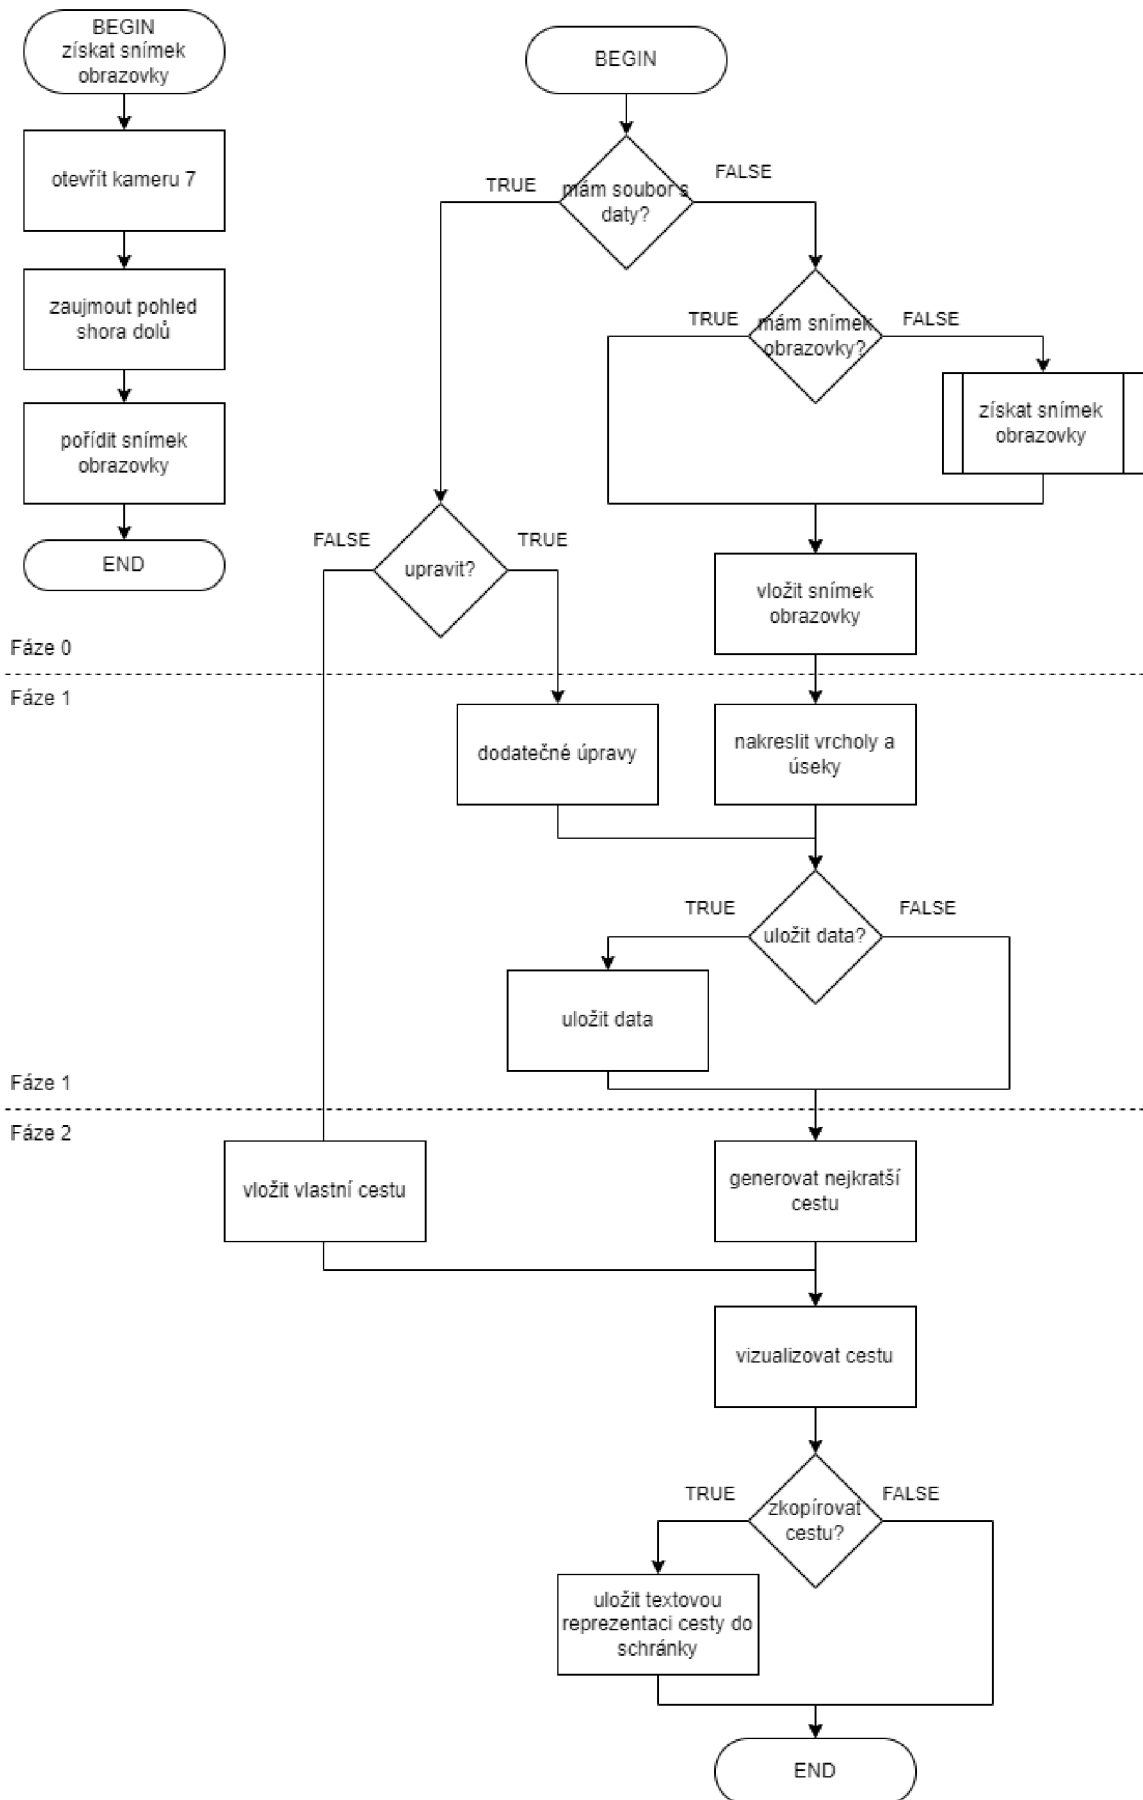 BEGIN
získat snímek
obrazovky
otevřít kameru 7
zaujmout pohled
shora dolů
pořídit snímek
obrazovky
END
BEGIN
mám soubor s
daty?
TRUE
FALSE
mám snímek
obrazovky?
TRUE
FALSE
získat snímek
obrazovky
upravit?
FALSE
TRUE
vložit snímek
obrazovky
Fáze 0
Fáze 1
dodatečné úpravy
nakreslit vrcholy a
úseky
TRUE
FALSE
uložit data?
uložit data
Fáze 1
Fáze 2
vložit vlastní cestu
generovat nejkratší
cestu
vizualizovat cestu
TRUE
FALSE
zkopírovat
cestu?
uložit textovou
reprezentaci cesty do
schránky
END